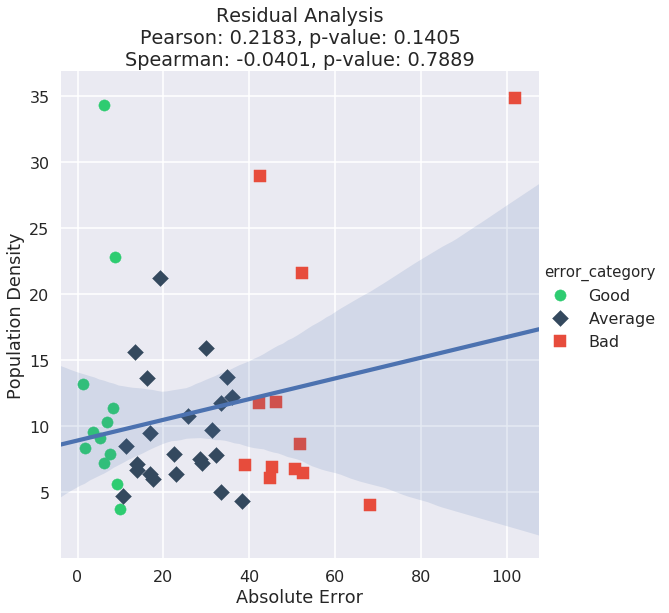 Residual Analysis
Pearson: 0.2183, p-value: 0.1405
Spearman: -0.0401, p-value: 0.7889
35
30
25
20
15
10
5
Population Density
0 20 40 60 80 100
Absolute Error
error_category
Good
Average
Bad